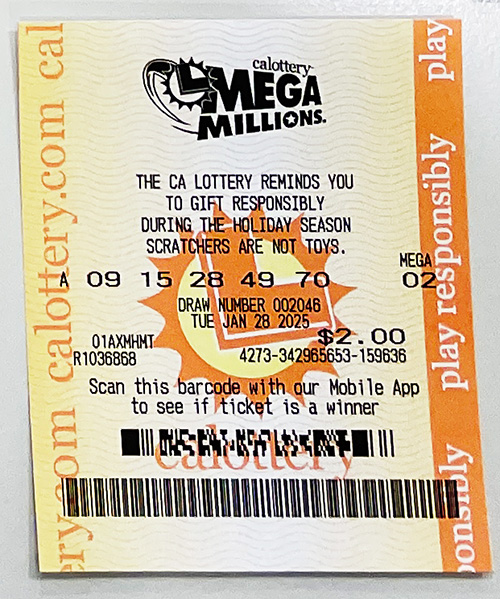 calottery
MEGA
MILLIONS.
THE CA LOTTERY REMINDS YOU
TO GIFT RESPONSIBLY
DURING THE HOLIDAY SEASON
SCRATCHERS ARE NOT TOYS.
MEGA
A 09 15 28 49 70 02
DRAW NUMBER 002046
TUE JAN 28 2025
$2.00
01AXMHMT
R1036868 4273-342965653-159636
Scan this barcode with our Mobile App
to see if ticket is a winner
calottery
ery.com calottery.com cal
play responsibly play
ponsibly